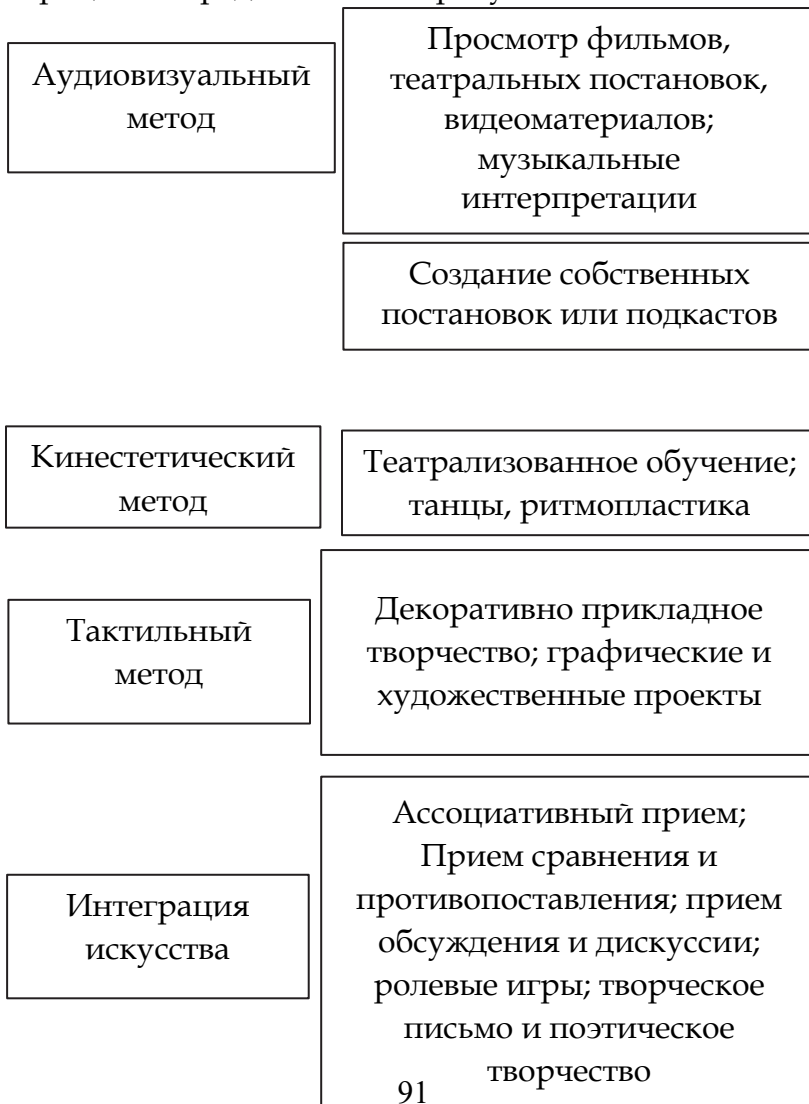 Аудиовизуальный
метод
Просмотр фильмов,
театральных постановок,
видеоматериалов;
музыкальные
интерпретации
Создание собственных
постановок или подкастов
Кинестетический
метод
Театрализованное обучение;
танцы, ритмопластика
Тактильный
метод
Декоративно прикладное
творчество; графические и
художественные проекты
Интеграция
искусства
Ассоциативный прием;
Прием сравнения и
противопоставления; прием
обсуждения и дискуссии;
ролевые игры; творческое
письмо и поэтическое
творчество
91